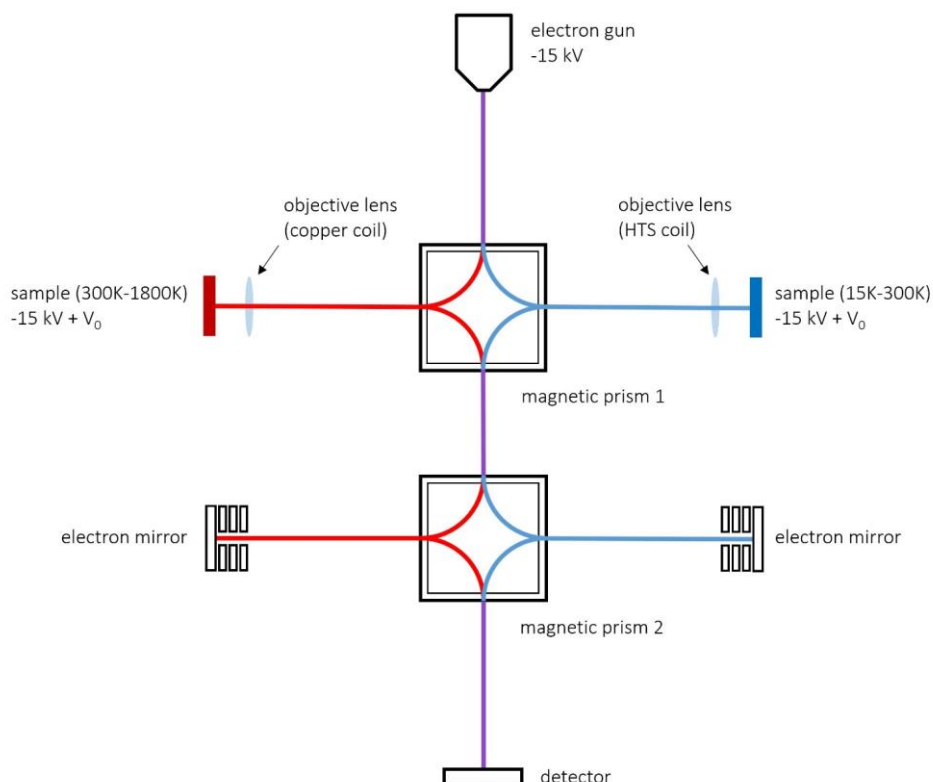 electron gun
-15 kV
objective lens
(copper coil)
objective lens
(HTS coil)
sample (300K-1800K)
-15 kV + V₀
sample (15K-300K)
-15 kV + V₀
magnetic prism 1
electron mirror
electron mirror
magnetic prism 2
detector